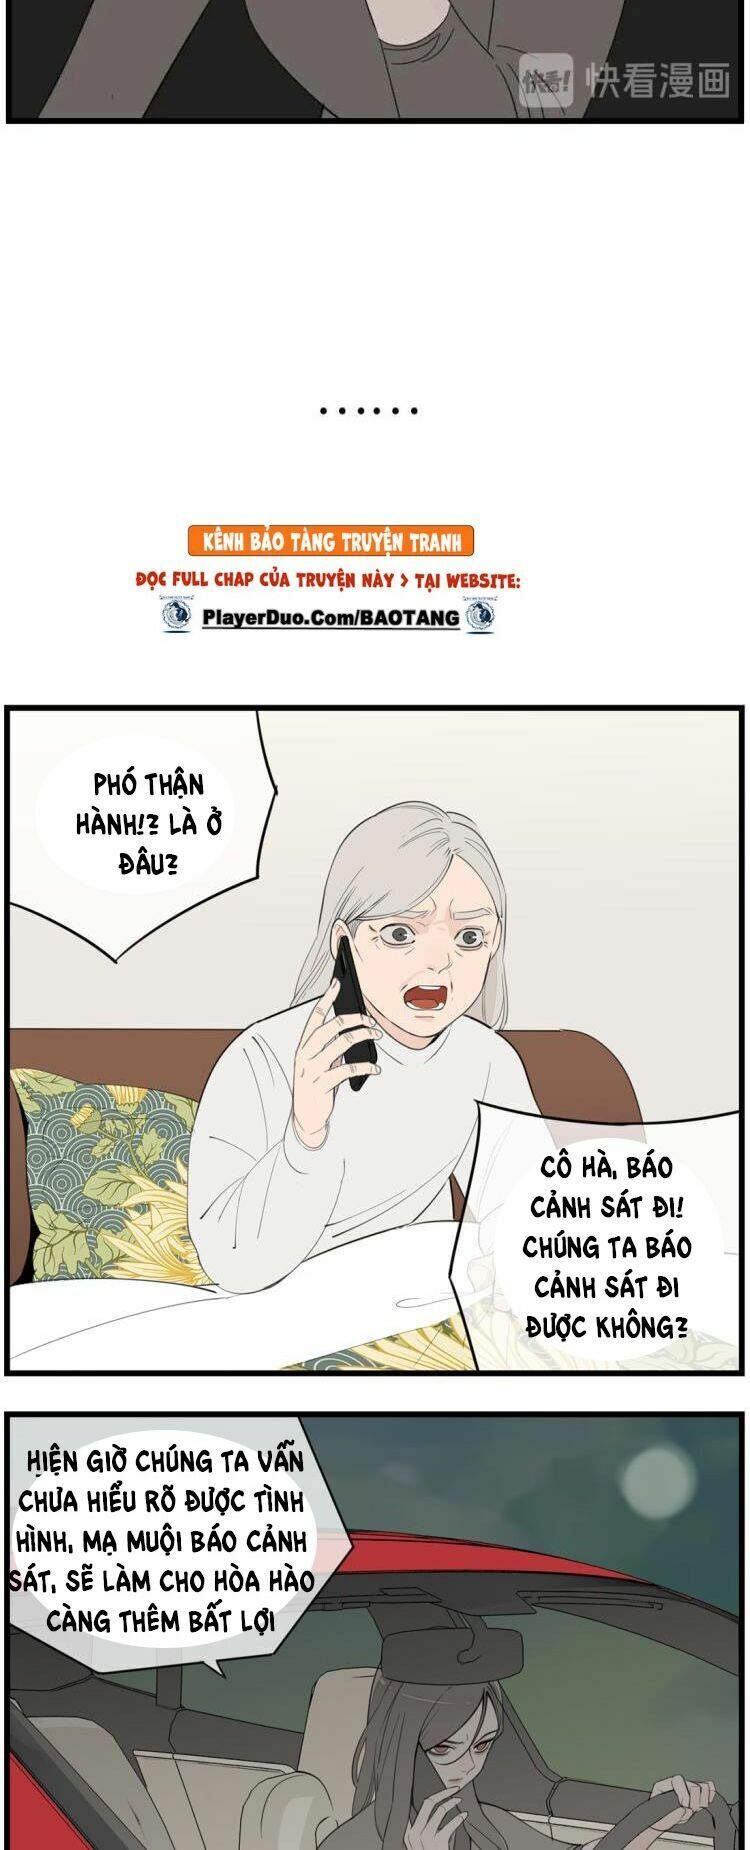 快看! 快看漫画
......
KÊNH BẢO TÀNG TRUYỆN TRANH
ĐỌC FULL CHAP CỦA TRUYỆN NÀY > TẠI WEBSITE:
PlayerDuo.Com/BAOTANG
PHÓ THẬN
HÀNH!? LÀ Ở
ĐÂU?
CÔ HÀ, BÁO
CẢNH SÁT ĐI!
CHÚNG TA BÁO
CẢNH SÁT ĐI
ĐƯỢC KHÔNG?
HIỆN GIỜ CHÚNG TA VẪN
CHƯA HIỂU RÕ ĐƯỢC TÌNH
HÌNH, MẠ MUỘI BÁO CẢNH
SÁT, SẼ LÀM CHO HÒA HÀO
CÀNG THÊM BẤT LỢI